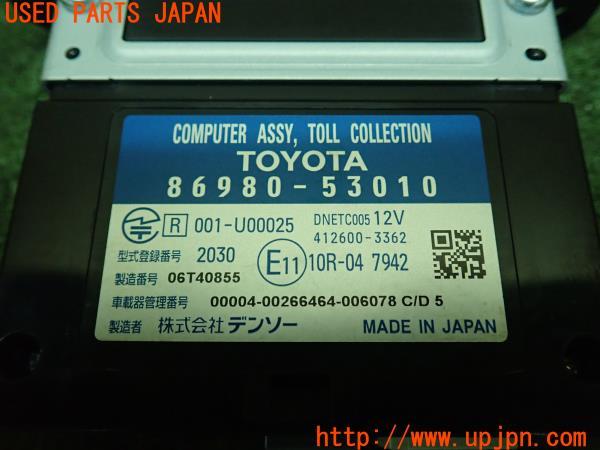 USED PARTS JAPAN
COMPUTER ASSY, TOLL COLLECTION
TOYOTA
86980-53010
R 001-U00025 DNETC005 12V
412600-3362
型式登録番号 2030 E11 10R-04 7942
製造番号 06T40855
車載器管理番号 00004-00266464-006078 C/D 5
製造者 株式会社デンソー MADE IN JAPAN
USED PARTS JAPAN
www.upjpn.com